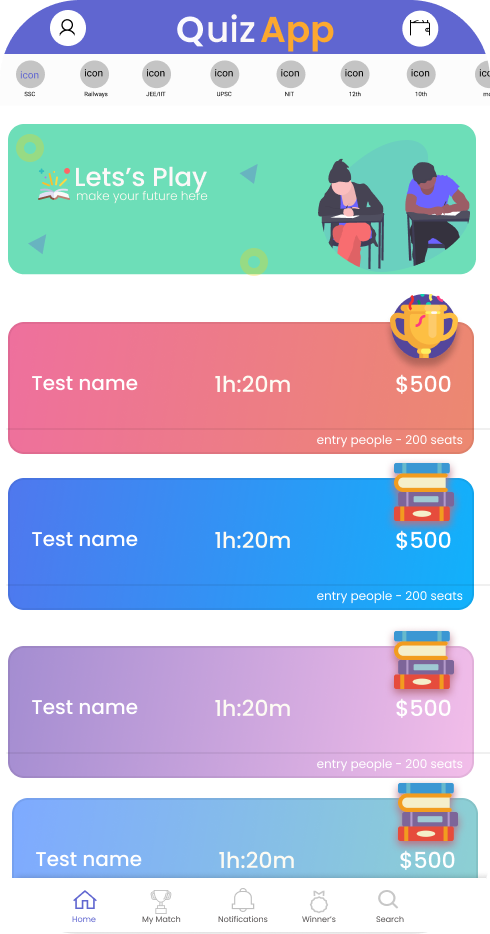 Quiz App
icon icon icon icon icon icon icon
SSC Railways JEE/IIT UPSC NIT 12th 10th
Lets's Play
make your future here
Test name 1h:20m $500
entry people - 200 seats
Test name 1h:20m $500
entry people - 200 seats
Test name 1h:20m $500
entry people - 200 seats
Test name 1h:20m $500
Home My Match Notifications Winner's Search